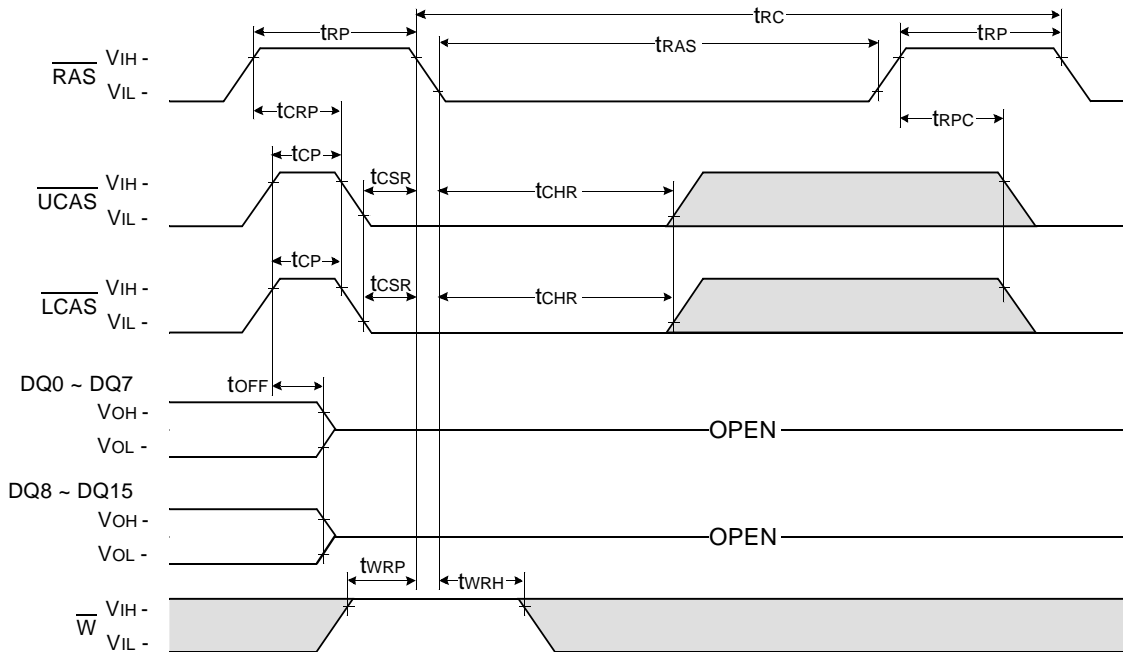 tRC
tRP tRAS tRP
RAS VIH -
VIL -
tCRP tRPC
tCP tCSR tCHR
UCAS VIH -
VIL -
tCP tCSR tCHR
LCAS VIH -
VIL -
DQ0 ~ DQ7 tOFF
VOH -
VOL - OPEN
DQ8 ~ DQ15
VOH -
VOL - OPEN
tWRP tWRH
W VIH -
VIL -